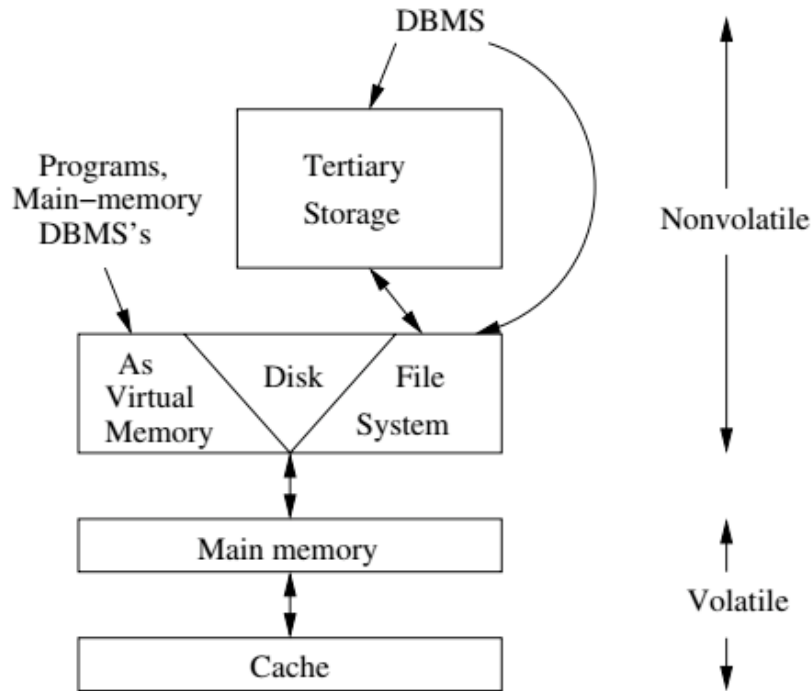 DBMS
Programs,
Main−memory
DBMS's
Tertiary
Storage
Nonvolatile
As
Virtual
Memory
Disk
File
System
Main memory
Volatile
Cache